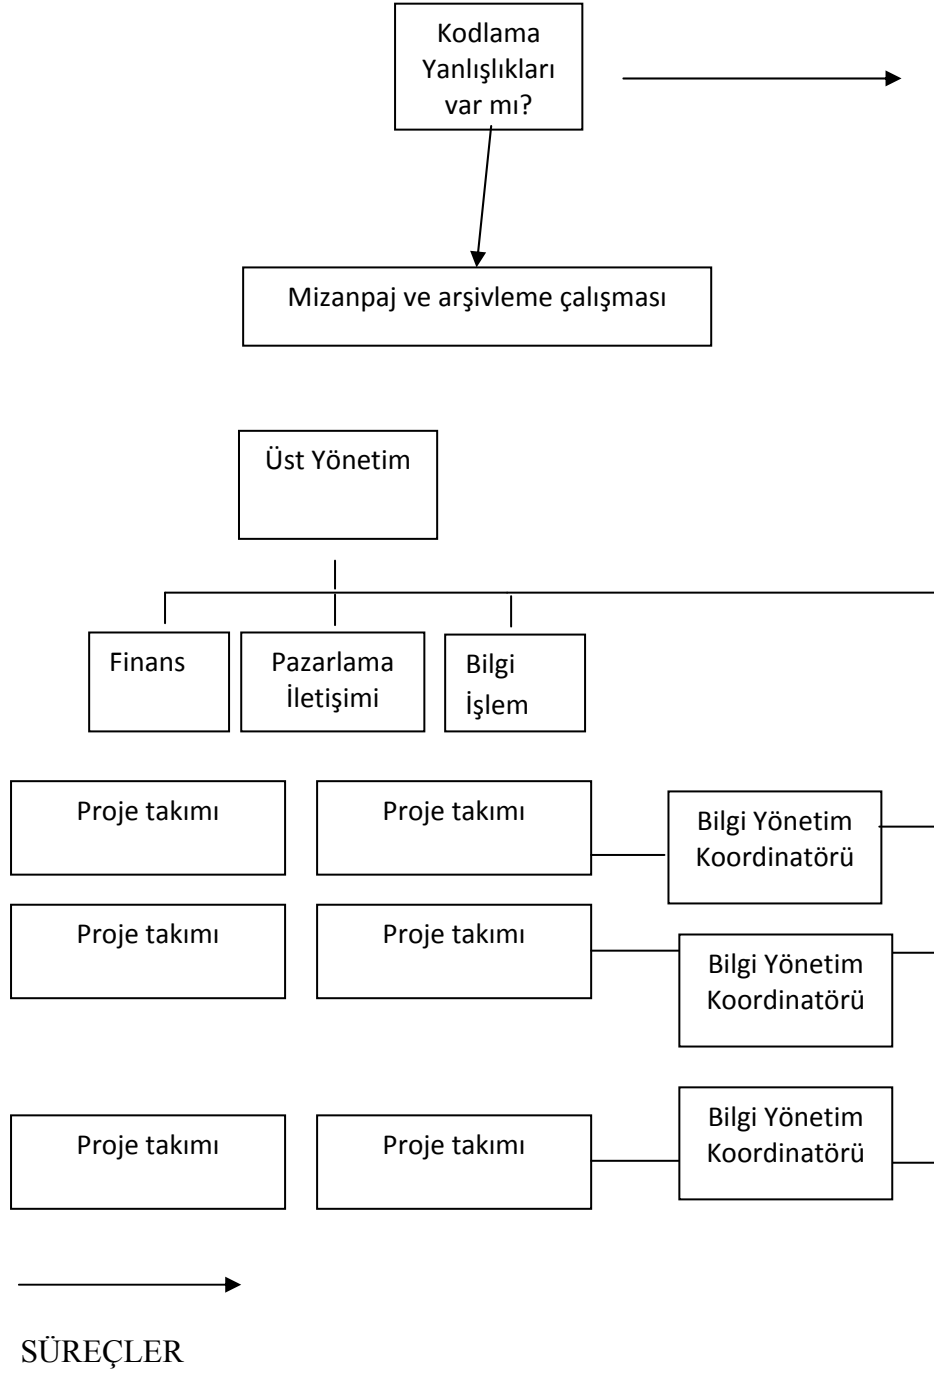 Kodlama
Yanlışlıkları
var mı?
Mizanpaj ve arşivleme çalışması
Üst Yönetim
Finans
Pazarlama
İletişimi
Bilgi
İşlem
Proje takımı
Proje takımı
Bilgi Yönetim
Koordinatörü
Proje takımı
Proje takımı
Bilgi Yönetim
Koordinatörü
Proje takımı
Proje takımı
Bilgi Yönetim
Koordinatörü
SÜREÇLER